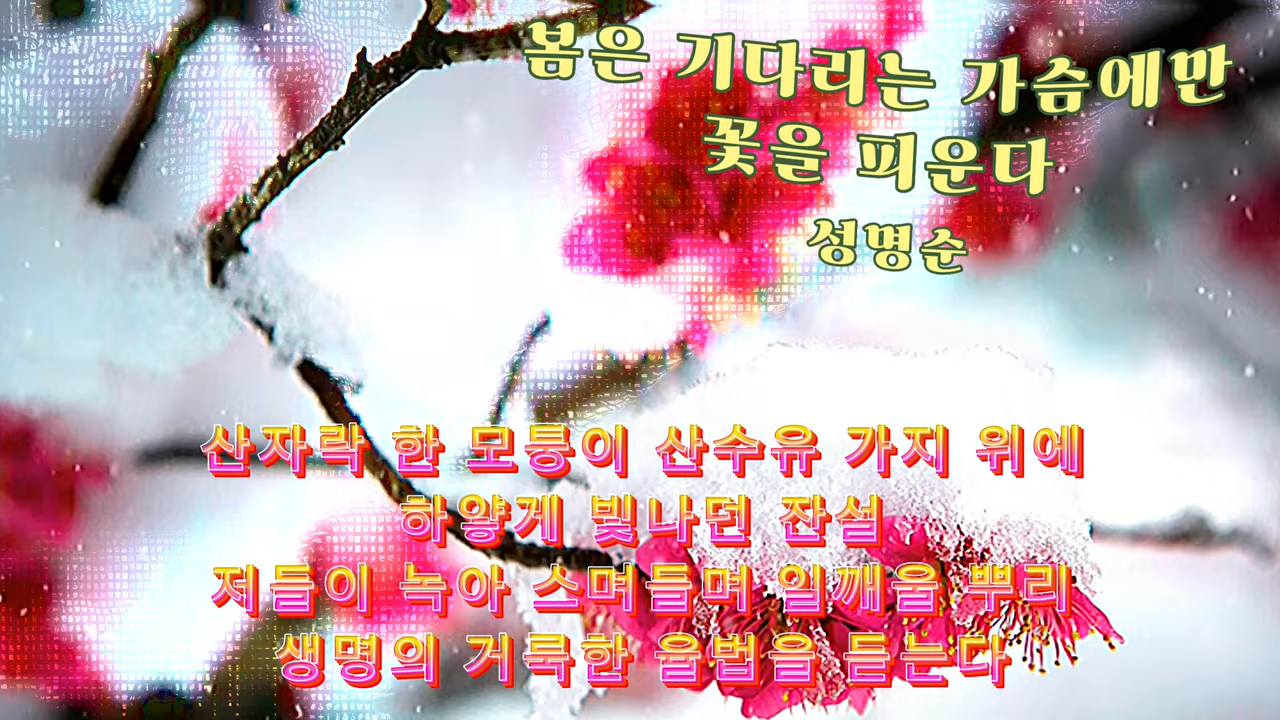 봄은 기다리는 가슴에만
꽃을 피운다
성명순
산자락 한 모퉁이 산수유 가지 위에
하얗게 빛나던 잔설
저들이 녹아 스며들며 일깨울 뿌리
생명의 거룩한 율법을 듣는다